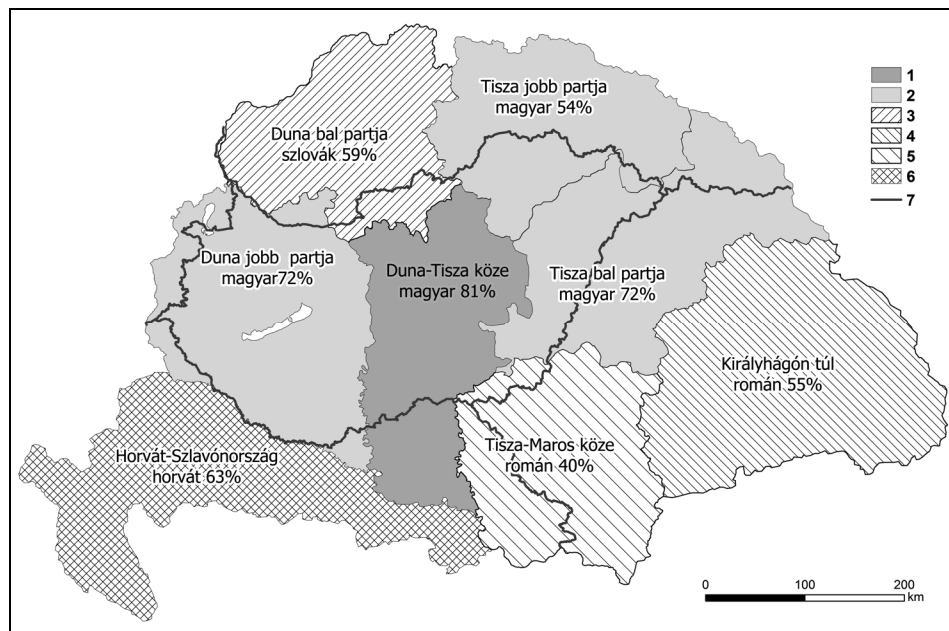 Tisza jobb partja
magyar 54%
Duna bal partja
szlovák 59%
Duna jobb  partja
magyar72%
Duna-Tisza köze
magyar 81%
Tisza bal partja
magyar 72%
Királyhágón túl
román 55%
Horvát-Szlavónország
horvát 63%
Tisza-Maros köze
román 40%
1
2
3
4
5
6
7
0 100 200
km